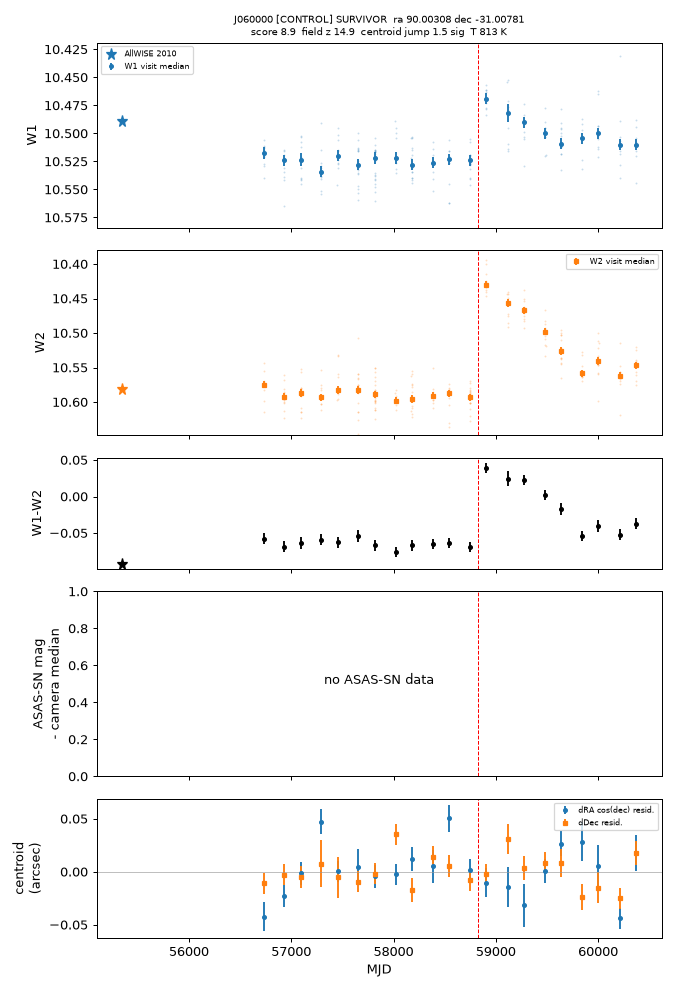 J060000 [CONTROL] SURVIVOR  ra 90.00308 dec -31.00781
score 8.9  field z 14.9  centroid jump 1.5 sig  T 813 K
10.425
10.450
10.475
10.500
10.525
10.550
10.575
W1
AllWISE 2010
W1 visit median
10.40
10.45
10.50
10.55
10.60
W2
W2 visit median
0.05
0.00
−0.05
W1-W2
1.0
0.8
0.6
0.4
0.2
0.0
ASAS-SN mag
- camera median
no ASAS-SN data
0.05
0.00
−0.05
centroid
(arcsec)
dRA cos(dec) resid.
dDec resid.
56000
57000
58000
59000
60000
MJD